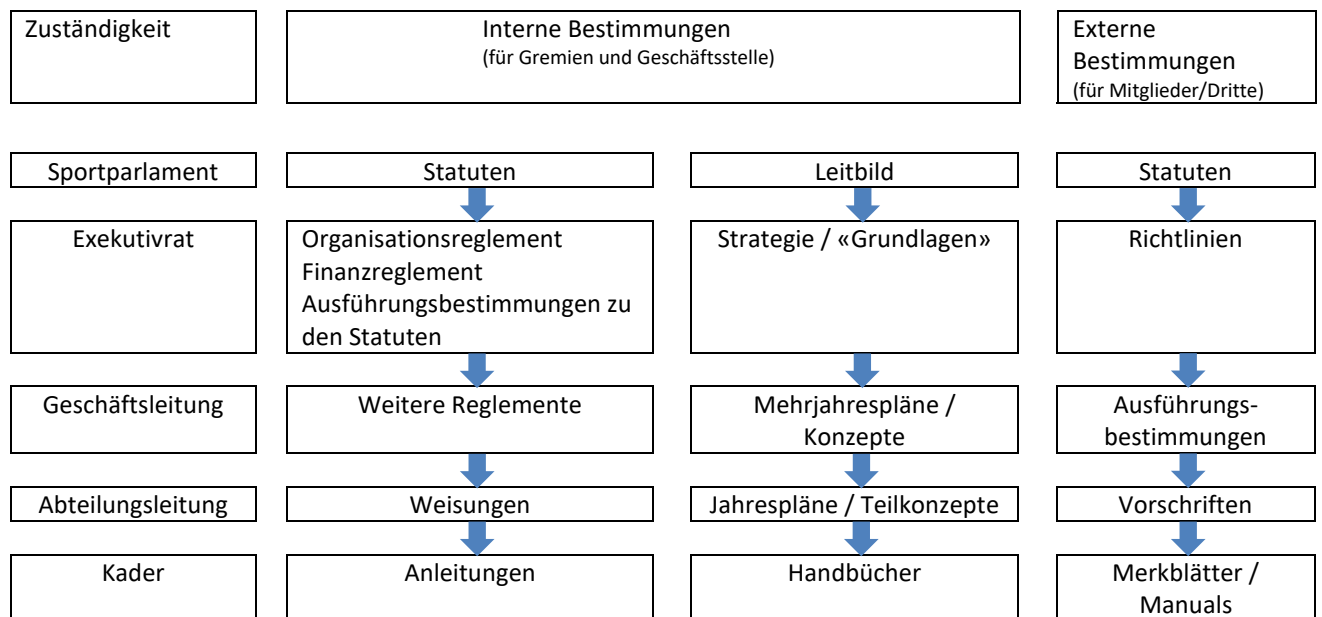 Zuständigkeit
Interne Bestimmungen
(für Gremien und Geschäftsstelle)
Externe
Bestimmungen
(für Mitglieder/Dritte)
Sportparlament
Statuten
Leitbild
Statuten
Exekutivrat
Organisationsreglement
Finanzreglement
Ausführungsbestimmungen zu
den Statuten
Strategie / «Grundlagen»
Richtlinien
Geschäftsleitung
Weitere Reglemente
Mehrjahrespläne /
Konzepte
Ausführungs-
bestimmungen
Abteilungsleitung
Weisungen
Jahrespläne / Teilkonzepte
Vorschriften
Kader
Anleitungen
Handbücher
Merkblätter /
Manuals